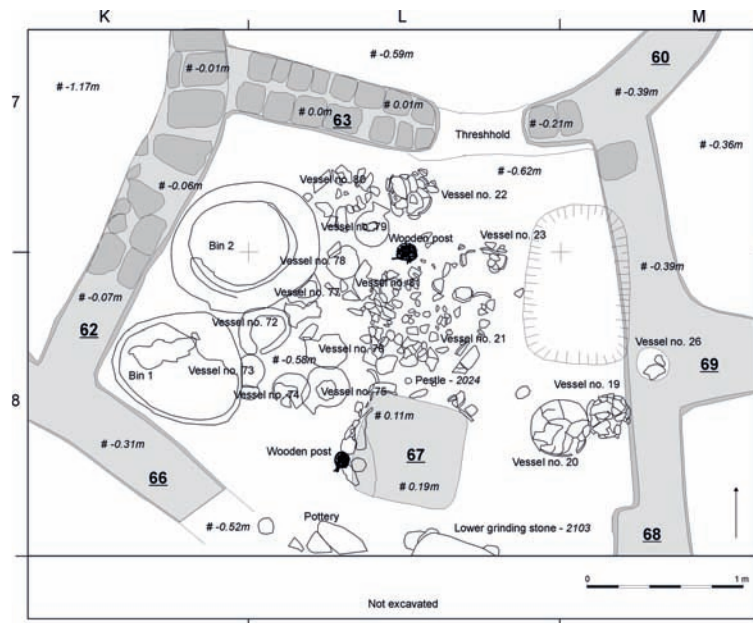 K L M
# -0.59m
60
# -0.01m
# -1.17m
# -0.39m
7
# 0.01m
# 0.0m
63
# -0.21m
Threshhold
# -0.36m
# -0.62m
Vessel no. 80
# -0.06m
Vessel no. 22
Vessel no. 79
Wooden post
Vessel no. 23
Bin 2
Vessel no. 78
# -0.39m
Vessel no. 77
# -0.07m
62
Vessel no. 72
Vessel no. 21
Vessel no. 26
# -0.58m
Vessel no. 76
69
Bin 1
Vessel no. 73
Pestle - 2024
Vessel no. 19
Vessel no. 74
Vessel no. 75
8
# 0.11m
# -0.31m
Wooden post
67
Vessel no. 20
66
# 0.19m
Pottery
# -0.52m
Lower grinding stone - 2103
68
0 1 m
Not excavated